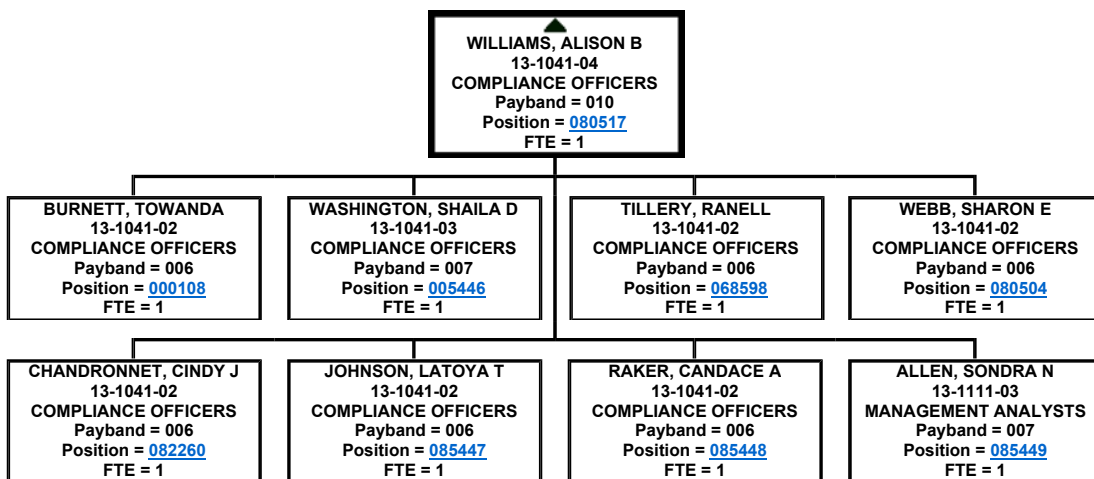 WILLIAMS, ALISON B
13-1041-04
COMPLIANCE OFFICERS
Payband = 010
Position = 080517
FTE = 1
BURNETT, TOWANDA
13-1041-02
COMPLIANCE OFFICERS
Payband = 006
Position = 000108
FTE = 1
WASHINGTON, SHAILA D
13-1041-03
COMPLIANCE OFFICERS
Payband = 007
Position = 005446
FTE = 1
TILLERY, RANELL
13-1041-02
COMPLIANCE OFFICERS
Payband = 006
Position = 068598
FTE = 1
WEBB, SHARON E
13-1041-02
COMPLIANCE OFFICERS
Payband = 006
Position = 080504
FTE = 1
CHANDRONNET, CINDY J
13-1041-02
COMPLIANCE OFFICERS
Payband = 006
Position = 082260
FTE = 1
JOHNSON, LATOYA T
13-1041-02
COMPLIANCE OFFICERS
Payband = 006
Position = 085447
FTE = 1
RAKER, CANDACE A
13-1041-02
COMPLIANCE OFFICERS
Payband = 006
Position = 085448
FTE = 1
ALLEN, SONDRA N
13-1111-03
MANAGEMENT ANALYSTS
Payband = 007
Position = 085449
FTE = 1